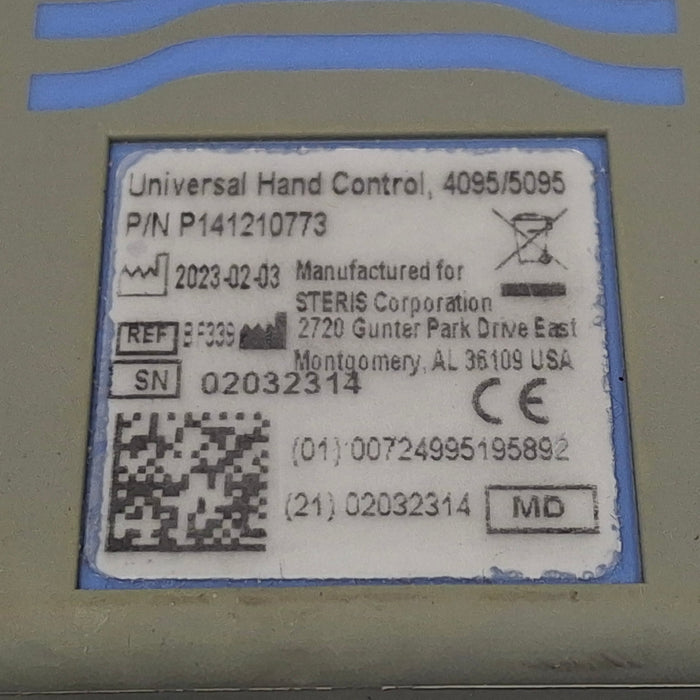 Universal Hand Control, 4095/5095
P/N P141210773
2023-02-03
Manufactured for
STERIS Corporation
2720 Gunter Park Drive East
Montgomery, AL 36109 USA
REF BF339
SN 02032314
CE
(01) 00724995195892
(21) 02032314
MD